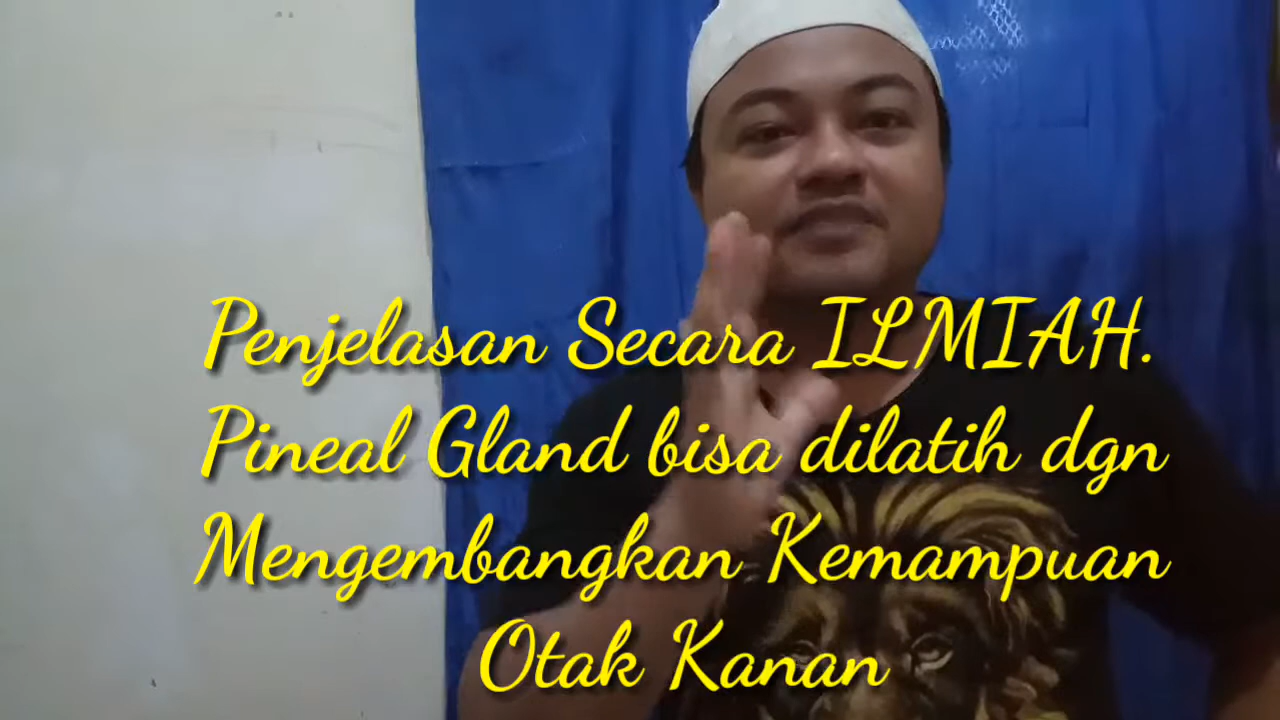 Penjelasan Secara ILMIAH.
Pineal Gland bisa dilatih dgn
Mengembangkan Kemampuan
Otak Kanan